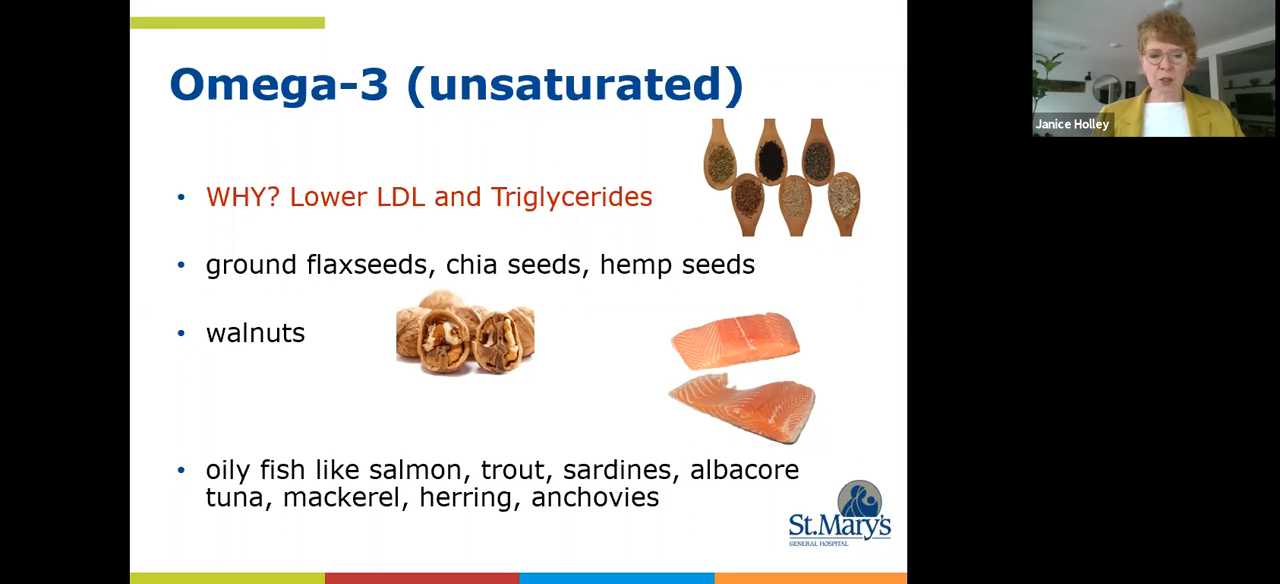 Omega-3 (unsaturated)
Janice Holley
WHY? Lower LDL and Triglycerides
ground flaxseeds, chia seeds, hemp seeds
walnuts
oily fish like salmon, trout, sardines, albacore
tuna, mackerel, herring, anchovies
St.Mary's
GENERAL HOSPITAL